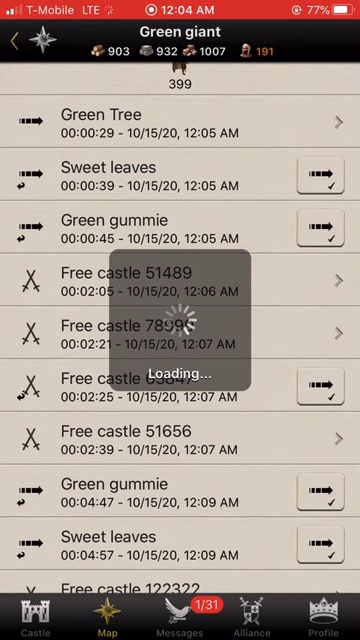 T-Mobile LTE 12:04 AM 77%
Green giant
903 932 1007 191
399
Green Tree
00:00:29 - 10/15/20, 12:05 AM
Sweet leaves
00:00:39 - 10/15/20, 12:05 AM
Green gummie
00:00:45 - 10/15/20, 12:05 AM
Free castle 51489
00:02:05 - 10/15/20, 12:06 AM
Free castle 78999
00:02:21 - 10/15/20, 12:07 AM
Loading...
Free castle
00:02:25 - 10/15/20, 12:07 AM
Free castle 51656
00:02:39 - 10/15/20, 12:07 AM
Green gummie
00:04:47 - 10/15/20, 12:09 AM
Sweet leaves
00:04:57 - 10/15/20, 12:09 AM
Free castle 122322
1/31
Castle Map Messages Alliance Profile